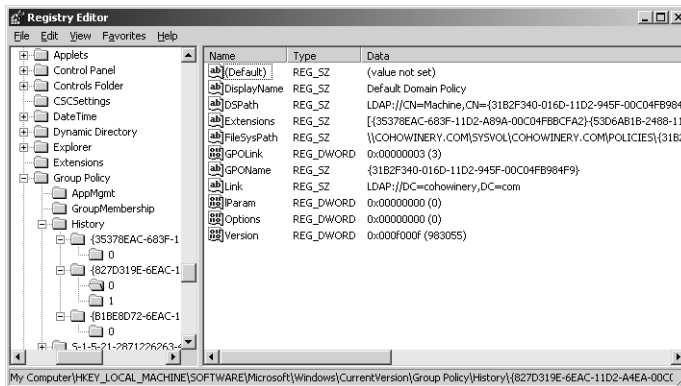 Registry Editor
File Edit View Favorites Help
Applets
Control Panel
Controls Folder
CSCSettings
DateTime
Dynamic Directory
Explorer
Extensions
Group Policy
AppMgmt
GroupMembership
History
{35378EAC-683F-1
0
{827D319E-6EAC-1
0
1
{B1BE8D72-6EAC-1
0
S-1-5-21-2871226263-4
Name Type Data
(Default) REG_SZ (value not set)
DisplayName REG_SZ Default Domain Policy
DSPath REG_SZ LDAP://CN=Machine,CN={31B2F340-016D-11D2-945F-00C04FB984
Extensions REG_SZ [{35378EAC-683F-11D2-A89A-00C04FBBCFA2}{53D6AB1B-2488-11
FileSysPath REG_SZ \\COHOWINERY.COM\SYSVOL\COHOWINERY.COM\POLICIES\{31B2
GPOLink REG_DWORD 0x00000003 (3)
GPOName REG_SZ {31B2F340-016D-11D2-945F-00C04FB984F9}
Link REG_SZ LDAP://DC=cohowinery,DC=com
lParam REG_DWORD 0x00000000 (0)
Options REG_DWORD 0x00000000 (0)
Version REG_DWORD 0x000f000f (983055)
My Computer\HKEY_LOCAL_MACHINE\SOFTWARE\Microsoft\Windows\CurrentVersion\Group Policy\History\{827D319E-6EAC-11D2-A4EA-00C0